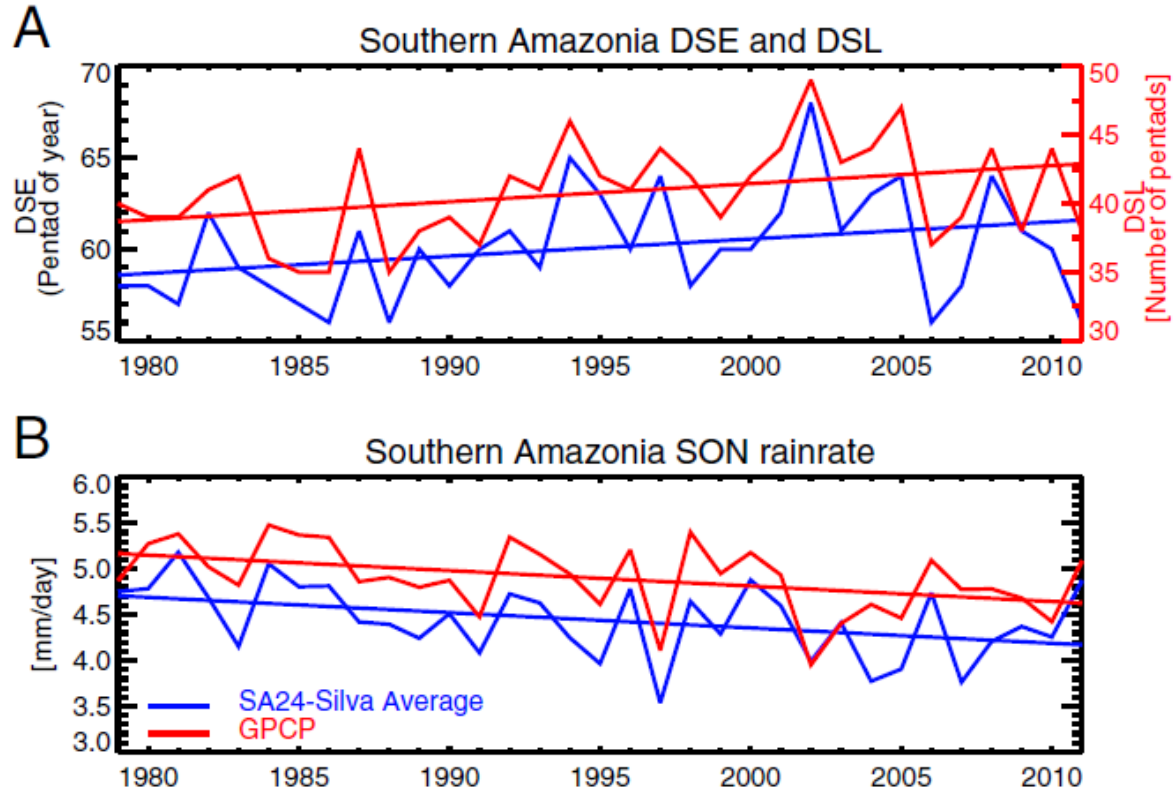 A
Southern Amazonia DSE and DSL
DSE
(Pentad of year)
70
65
60
55
50
45
40
35
30
DSL
[Number of pentads]
1980 1985 1990 1995 2000 2005 2010
B
Southern Amazonia SON rainrate
[mm/day]
6.0
5.5
5.0
4.5
4.0
3.5
3.0
SA24-Silva Average
GPCP
1980 1985 1990 1995 2000 2005 2010